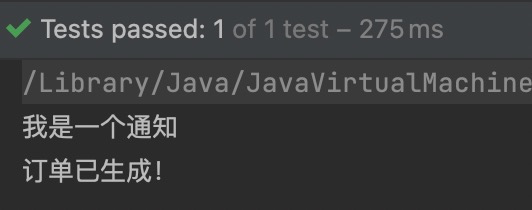 Tests passed: 1 of 1 test – 275 ms
/Library/Java/JavaVirtualMachine
我是一个通知
订单已生成!